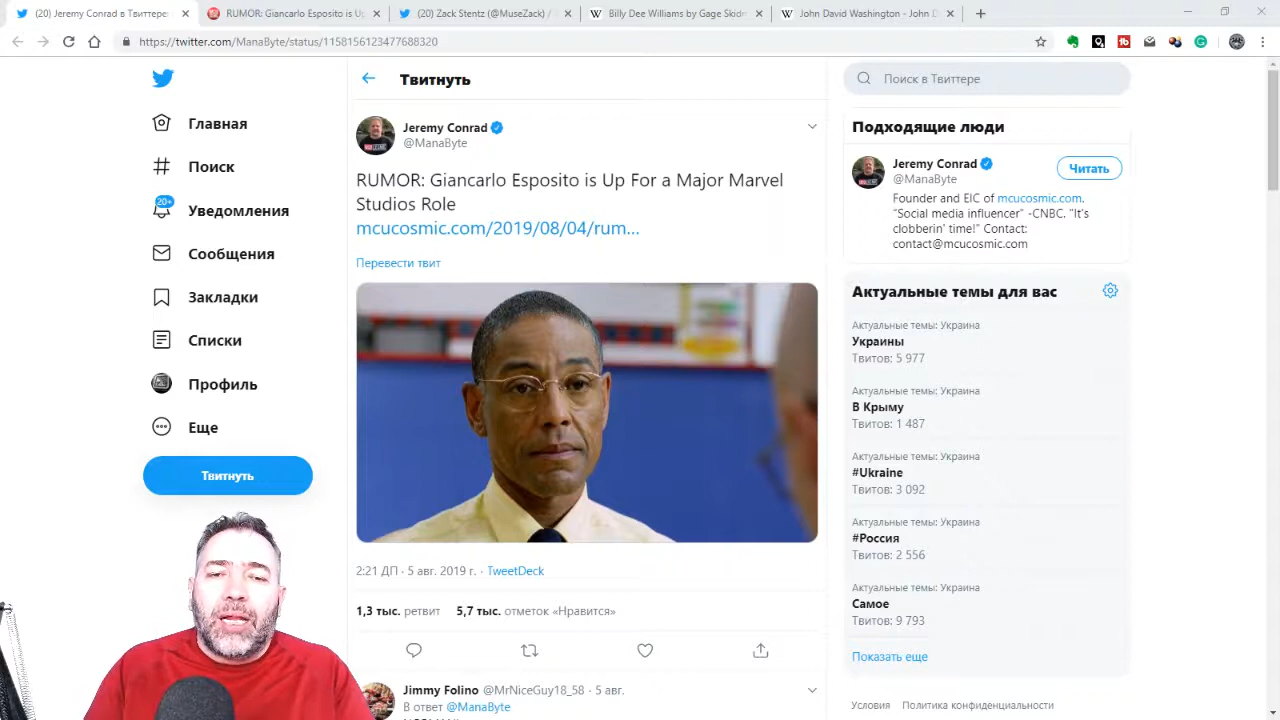 (20) Jeremy Conrad в Твиттере
RUMOR: Giancarlo Esposito is Up
(20) Zack Stentz (@MuseZack) /
Billy Dee Williams by Gage Skidm
John David Washington - John D
https://twitter.com/ManaByte/status/1158156123477688320
Главная
Поиск
20+
Уведомления
Сообщения
Закладки
Списки
Профиль
Еще
Твитнуть
Твитнуть
Jeremy Conrad
@ManaByte
RUMOR: Giancarlo Esposito is Up For a Major Marvel
Studios Role
mcucosmic.com/2019/08/04/rum...
Перевести твит
2:21 ДП · 5 авг. 2019 г. · TweetDeck
1,3 тыс. ретвит 5,7 тыс. отметок «Нравится»
Jimmy Folino @MrNiceGuy18_58 · 5 авг.
В ответ @ManaByte
Поиск в Твиттере
Подходящие люди
Jeremy Conrad
@ManaByte
Читать
Founder and EIC of mcucosmic.com.
"Social media influencer" -CNBC. "It's
clobberin' time!" Contact:
contact@mcucosmic.com
Актуальные темы для вас
Актуальные темы: Украина
Украины
Твитов: 5 977
Актуальные темы: Украина
В Крыму
Твитов: 1 487
Актуальные темы: Украина
#Ukraine
Твитов: 3 092
Актуальные темы: Украина
#Россия
Твитов: 2 556
Актуальные темы: Украина
Самое
Твитов: 9 793
Показать еще
Условия Политика конфиденциальности